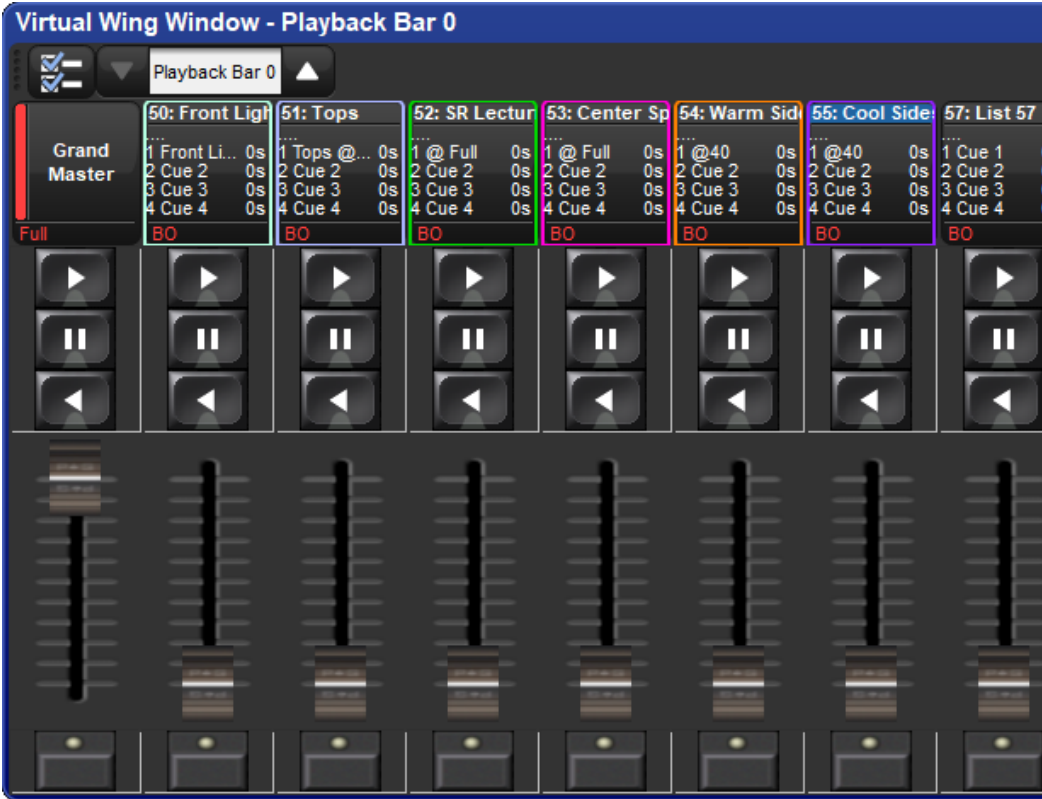 Virtual Wing Window - Playback Bar 0
Playback Bar 0
Grand
Master
Full
50: Front Ligh
....
1 Front Li... 0s
2 Cue 2 0s
3 Cue 3 0s
4 Cue 4 0s
BO
51: Tops
....
1 Tops @... 0s
2 Cue 2 0s
3 Cue 3 0s
4 Cue 4 0s
BO
52: SR Lectur
....
1 @ Full 0s
2 Cue 2 0s
3 Cue 3 0s
4 Cue 4 0s
BO
53: Center Sp
....
1 @ Full 0s
2 Cue 2 0s
3 Cue 3 0s
4 Cue 4 0s
BO
54: Warm Side
....
1 @40 0s
2 Cue 2 0s
3 Cue 3 0s
4 Cue 4 0s
BO
55: Cool Sides
....
1 @40 0s
2 Cue 2 0s
3 Cue 3 0s
4 Cue 4 0s
BO
57: List 57
1 Cue 1
2 Cue 2
3 Cue 3
4 Cue 4
BO